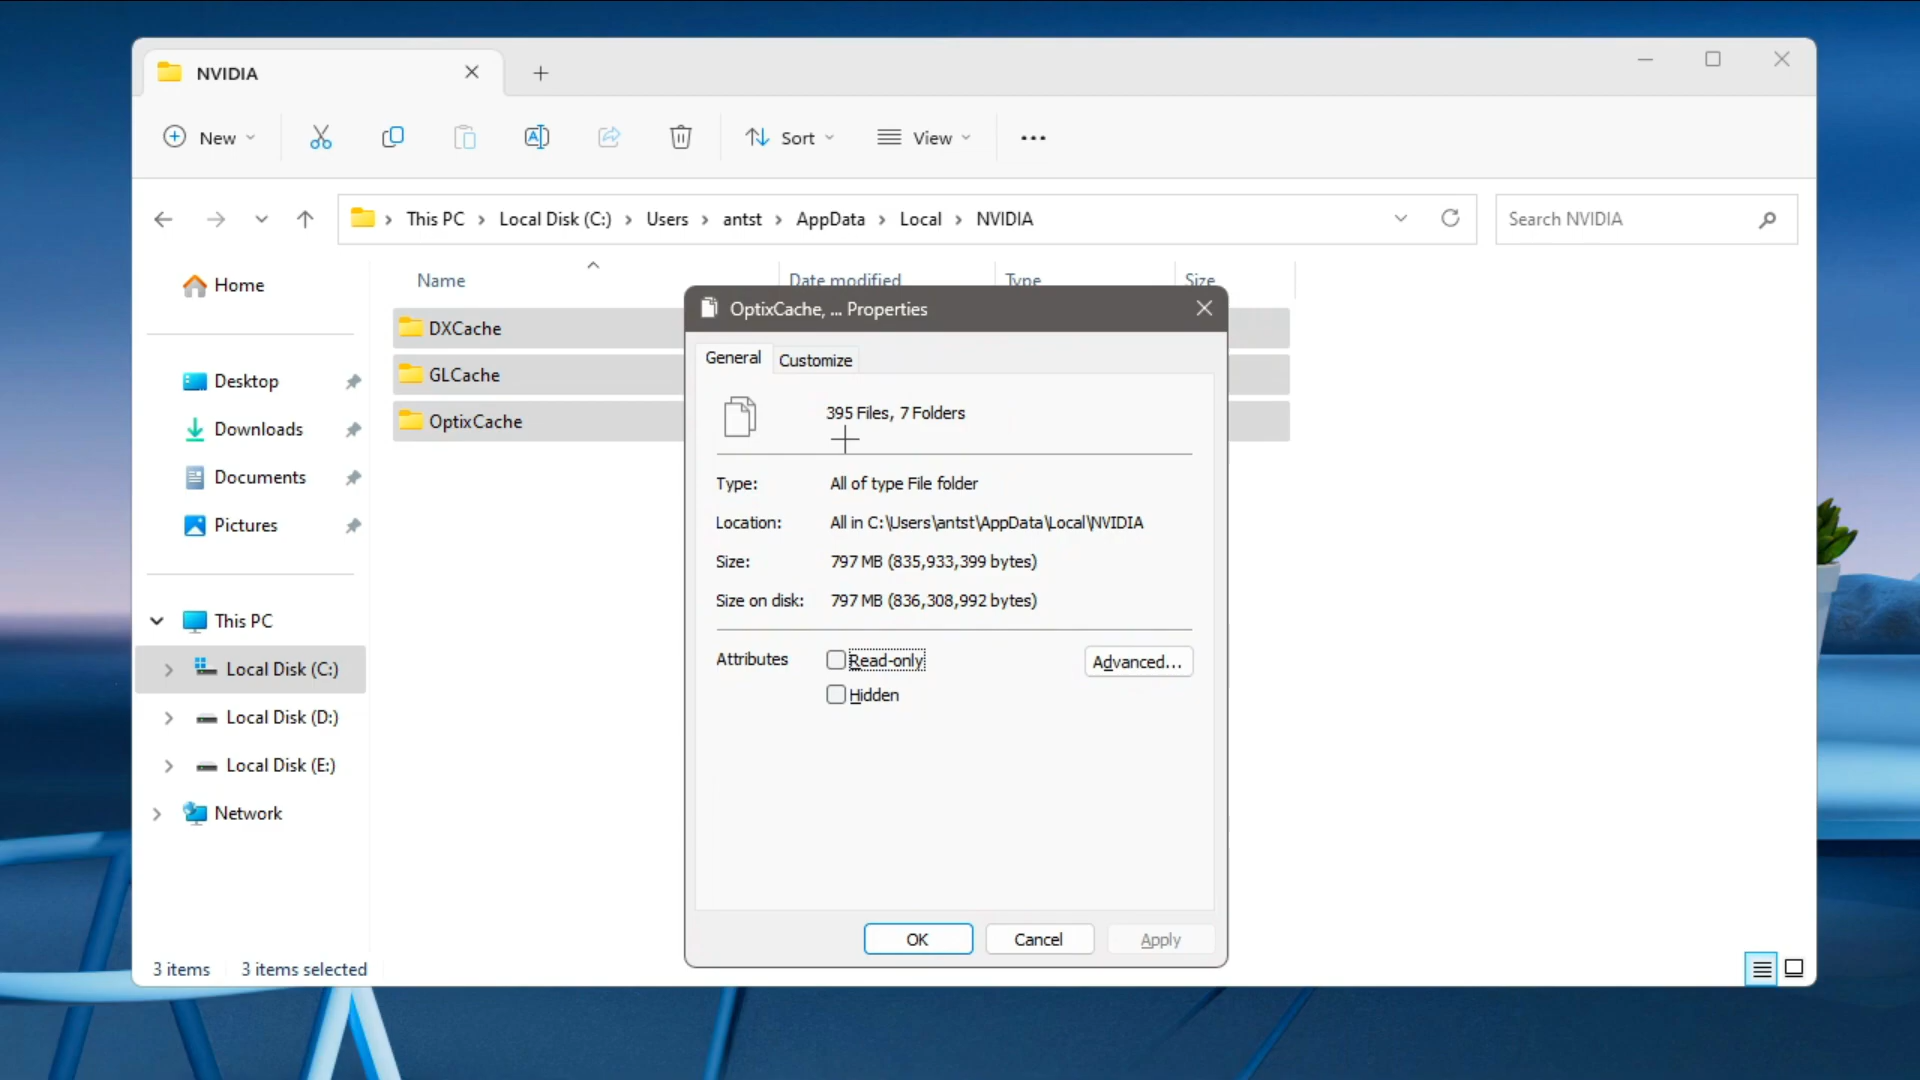 NVIDIA
New
Sort
View
This PC
Local Disk (C:)
Users
antst
AppData
Local
NVIDIA
Search NVIDIA
Name
Date modified
Type
Size
Home
Desktop
Downloads
Documents
Pictures
This PC
Local Disk (C:)
Local Disk (D:)
Local Disk (E:)
Network
DXCache
GLCache
OptixCache
OptixCache, ... Properties
General
Customize
395 Files, 7 Folders
Type: All of type File folder
Location: All in C:\Users\antst\AppData\Local\NVIDIA
Size: 797 MB (835,933,399 bytes)
Size on disk: 797 MB (836,308,992 bytes)
Attributes
Read-only
Advanced...
Hidden
OK
Cancel
Apply
3 items
3 items selected